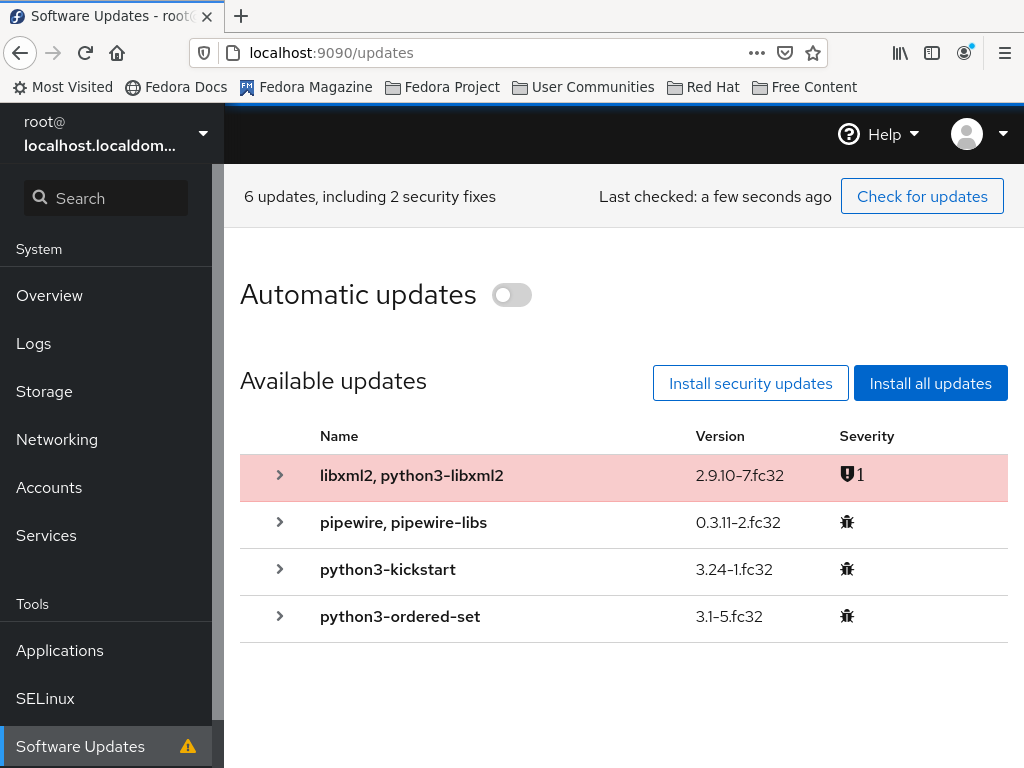 Software Updates - root@
localhost:9090/updates
Most Visited
Fedora Docs
FM
Fedora Magazine
Fedora Project
User Communities
Red Hat
Free Content
root@
localhost.localdom...
Help
Search
6 updates, including 2 security fixes
Last checked: a few seconds ago
Check for updates
System
Overview
Logs
Storage
Networking
Accounts
Services
Tools
Applications
SELinux
Software Updates
Automatic updates
Available updates
Install security updates
Install all updates
Name Version Severity
libxml2, python3-libxml2 2.9.10-7.fc32 1
pipewire, pipewire-libs 0.3.11-2.fc32
python3-kickstart 3.24-1.fc32
python3-ordered-set 3.1-5.fc32